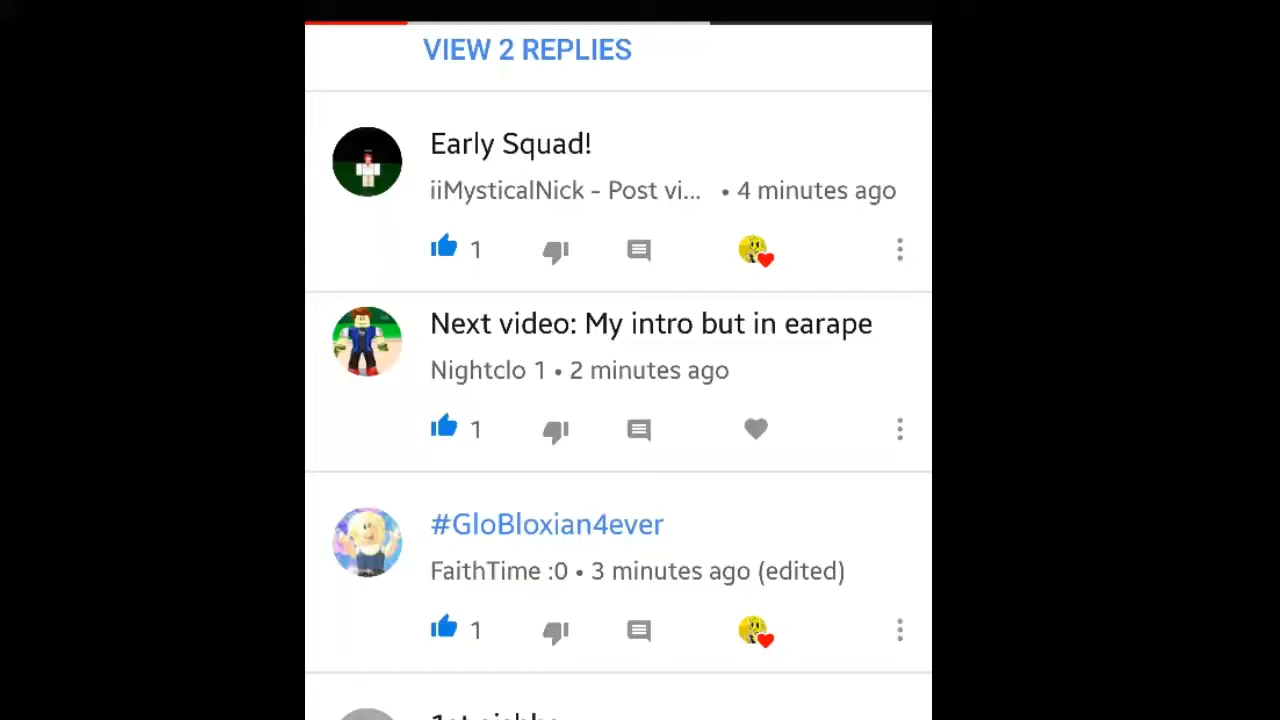 VIEW 2 REPLIES
Early Squad!
iiMysticalNick - Post vi... • 4 minutes ago
1
Next video: My intro but in earape
Nightclo 1 • 2 minutes ago
1
#GloBloxian4ever
FaithTime :0 • 3 minutes ago (edited)
1